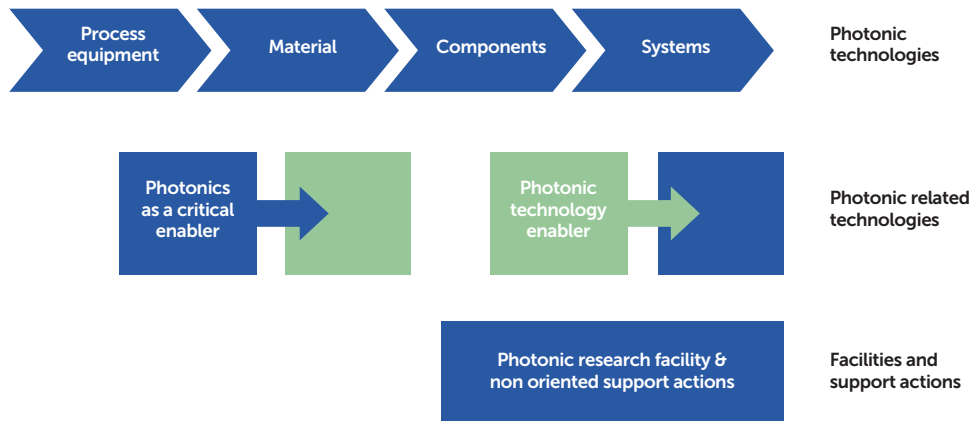 Process
equipment
Material
Components
Systems
Photonic
technologies
Photonics
as a critical
enabler
Photonic
technology
enabler
Photonic related
technologies
Photonic research facility &
non oriented support actions
Facilities and
support actions